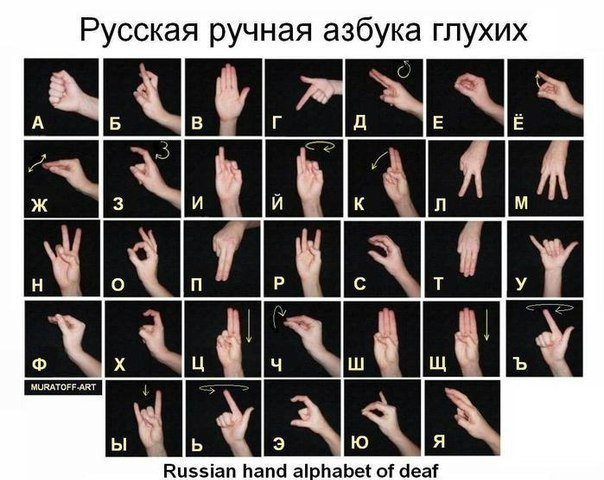 Русская ручная азбука глухих
А Б В Г Д Е Ё
Ж З И Й К Л М
Н О П Р С Т У
Ф Х Ц Ч Ш Щ Ъ
MURATOFF-ART
Ы Ь Э Ю Я
Russian hand alphabet of deaf